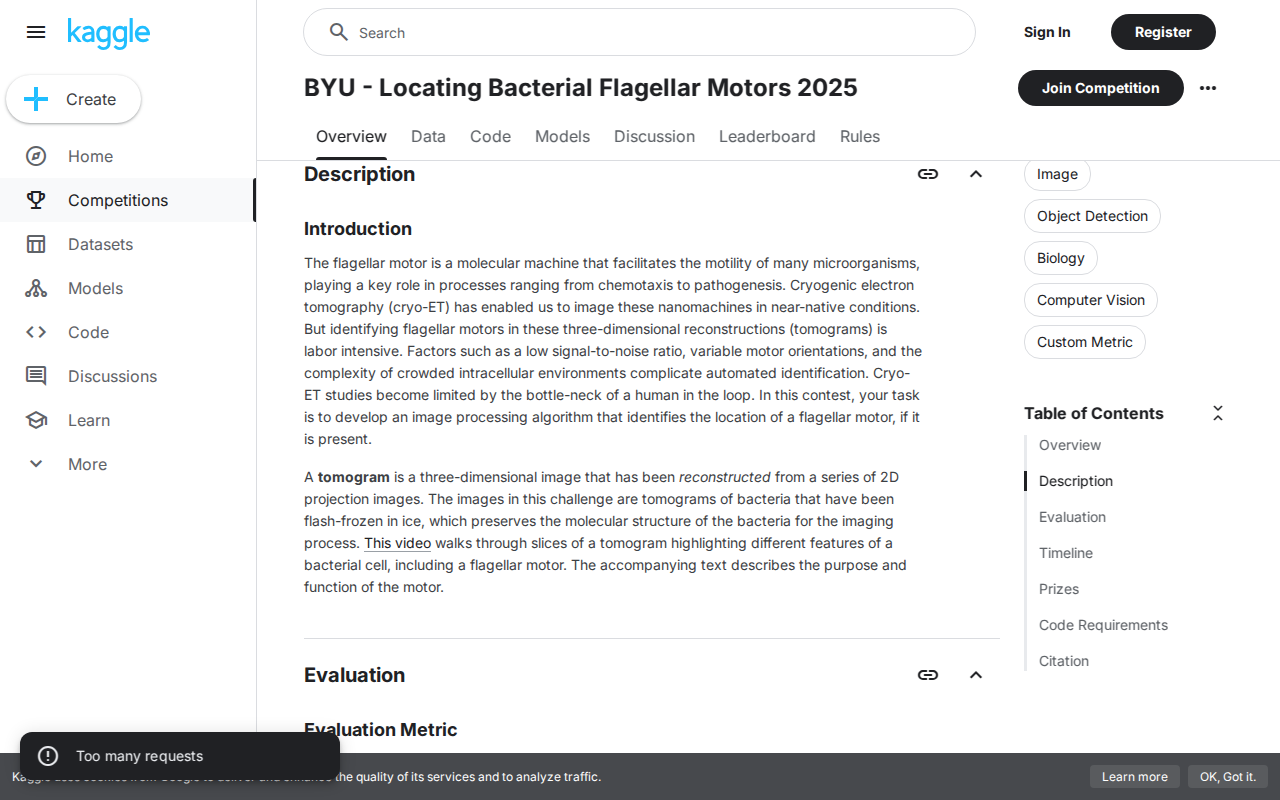 kaggle
Search
Sign In
Register
Create
Home
Competitions
Datasets
Models
Code
Discussions
Learn
More
BYU - Locating Bacterial Flagellar Motors 2025
Join Competition
Overview
Data
Code
Models
Discussion
Leaderboard
Rules
Description
Introduction
The flagellar motor is a molecular machine that facilitates the motility of many microorganisms,
playing a key role in processes ranging from chemotaxis to pathogenesis. Cryogenic electron
tomography (cryo-ET) has enabled us to image these nanomachines in near-native conditions.
But identifying flagellar motors in these three-dimensional reconstructions (tomograms) is
labor intensive. Factors such as a low signal-to-noise ratio, variable motor orientations, and the
complexity of crowded intracellular environments complicate automated identification. Cryo-
ET studies become limited by the bottle-neck of a human in the loop. In this contest, your task
is to develop an image processing algorithm that identifies the location of a flagellar motor, if it
is present.
A tomogram is a three-dimensional image that has been reconstructed from a series of 2D
projection images. The images in this challenge are tomograms of bacteria that have been
flash-frozen in ice, which preserves the molecular structure of the bacteria for the imaging
process. This video walks through slices of a tomogram highlighting different features of a
bacterial cell, including a flagellar motor. The accompanying text describes the purpose and
function of the motor.
Evaluation
Evaluation Metric
Image
Object Detection
Biology
Computer Vision
Custom Metric
Table of Contents
Overview
Description
Evaluation
Timeline
Prizes
Code Requirements
Citation
Too many requests
the quality of its services and to analyze traffic.
Learn more
OK, Got it.